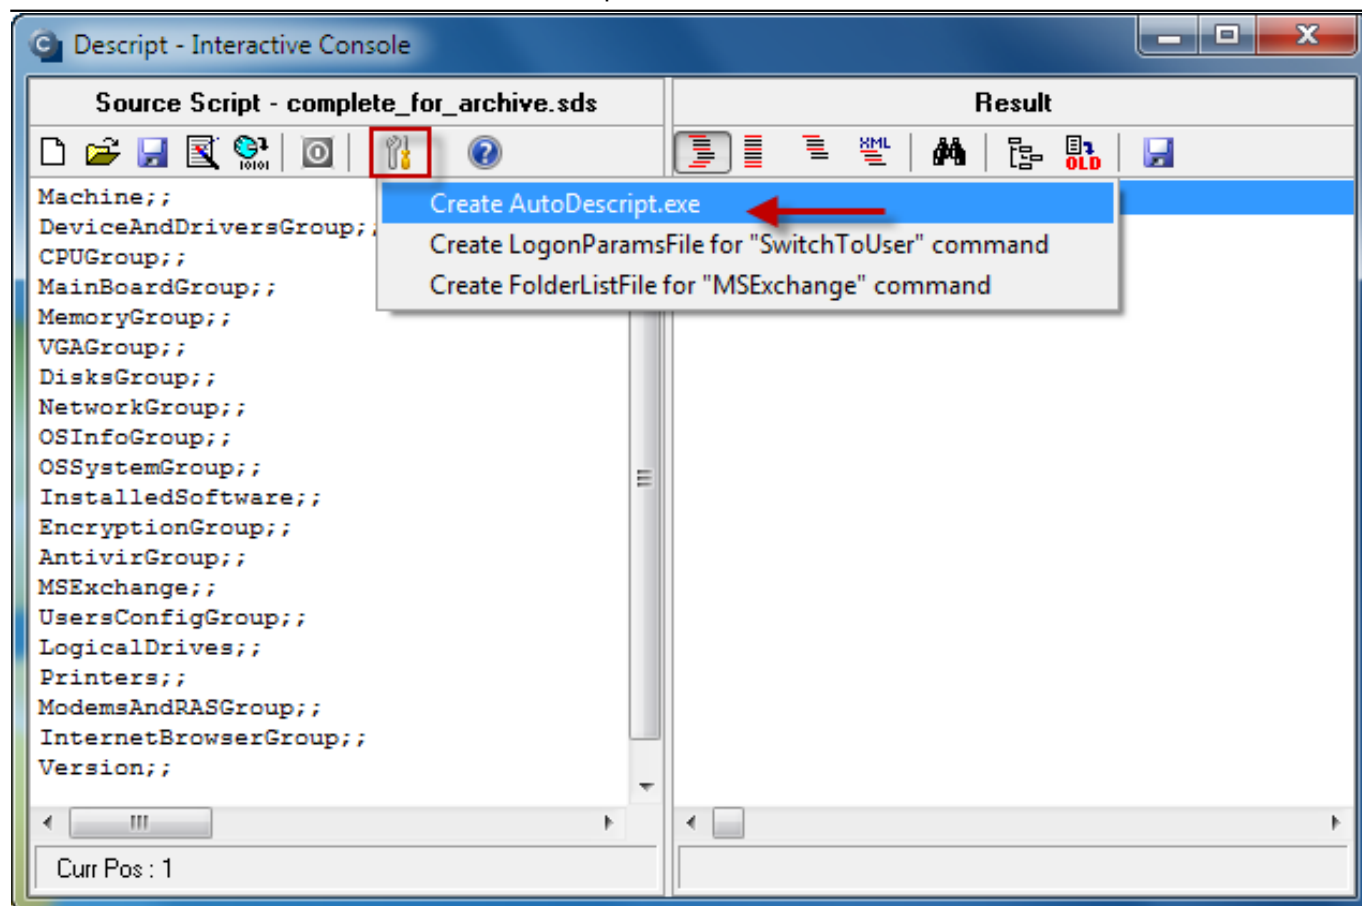 Descript - Interactive Console
Source Script - complete_for_archive.sds
Result
10101
XML
OLD
Create AutoDescript.exe
Create LogonParamsFile for "SwitchToUser" command
Create FolderListFile for "MSExchange" command
Machine;;
DeviceAndDriversGroup;;
CPUGroup;;
MainBoardGroup;;
MemoryGroup;;
VGAGroup;;
DisksGroup;;
NetworkGroup;;
OSInfoGroup;;
OSSystemGroup;;
InstalledSoftware;;
EncryptionGroup;;
AntivirGroup;;
MSExchange;;
UsersConfigGroup;;
LogicalDrives;;
Printers;;
ModemsAndRASGroup;;
InternetBrowserGroup;;
Version;;
Curr Pos : 1